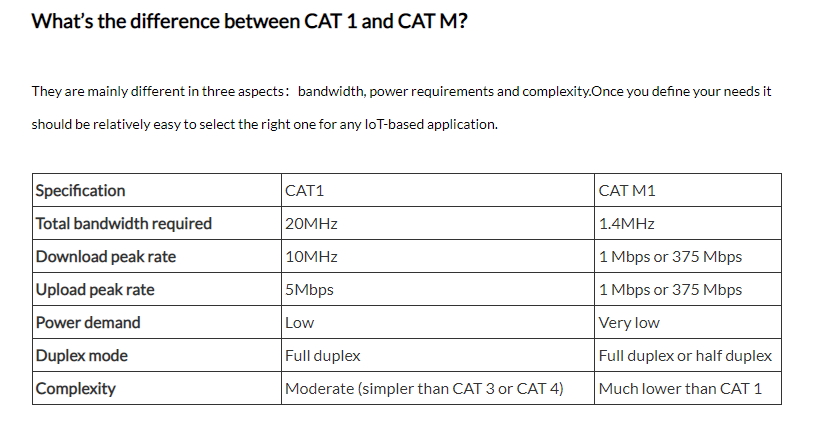 What's the difference between CAT 1 and CAT M?
They are mainly different in three aspects：bandwidth, power requirements and complexity.Once you define your needs it
should be relatively easy to select the right one for any IoT-based application.
Specification CAT1 CAT M1
Total bandwidth required 20MHz 1.4MHz
Download peak rate 10MHz 1 Mbps or 375 Mbps
Upload peak rate 5Mbps 1 Mbps or 375 Mbps
Power demand Low Very low
Duplex mode Full duplex Full duplex or half duplex
Complexity Moderate (simpler than CAT 3 or CAT 4) Much lower than CAT 1